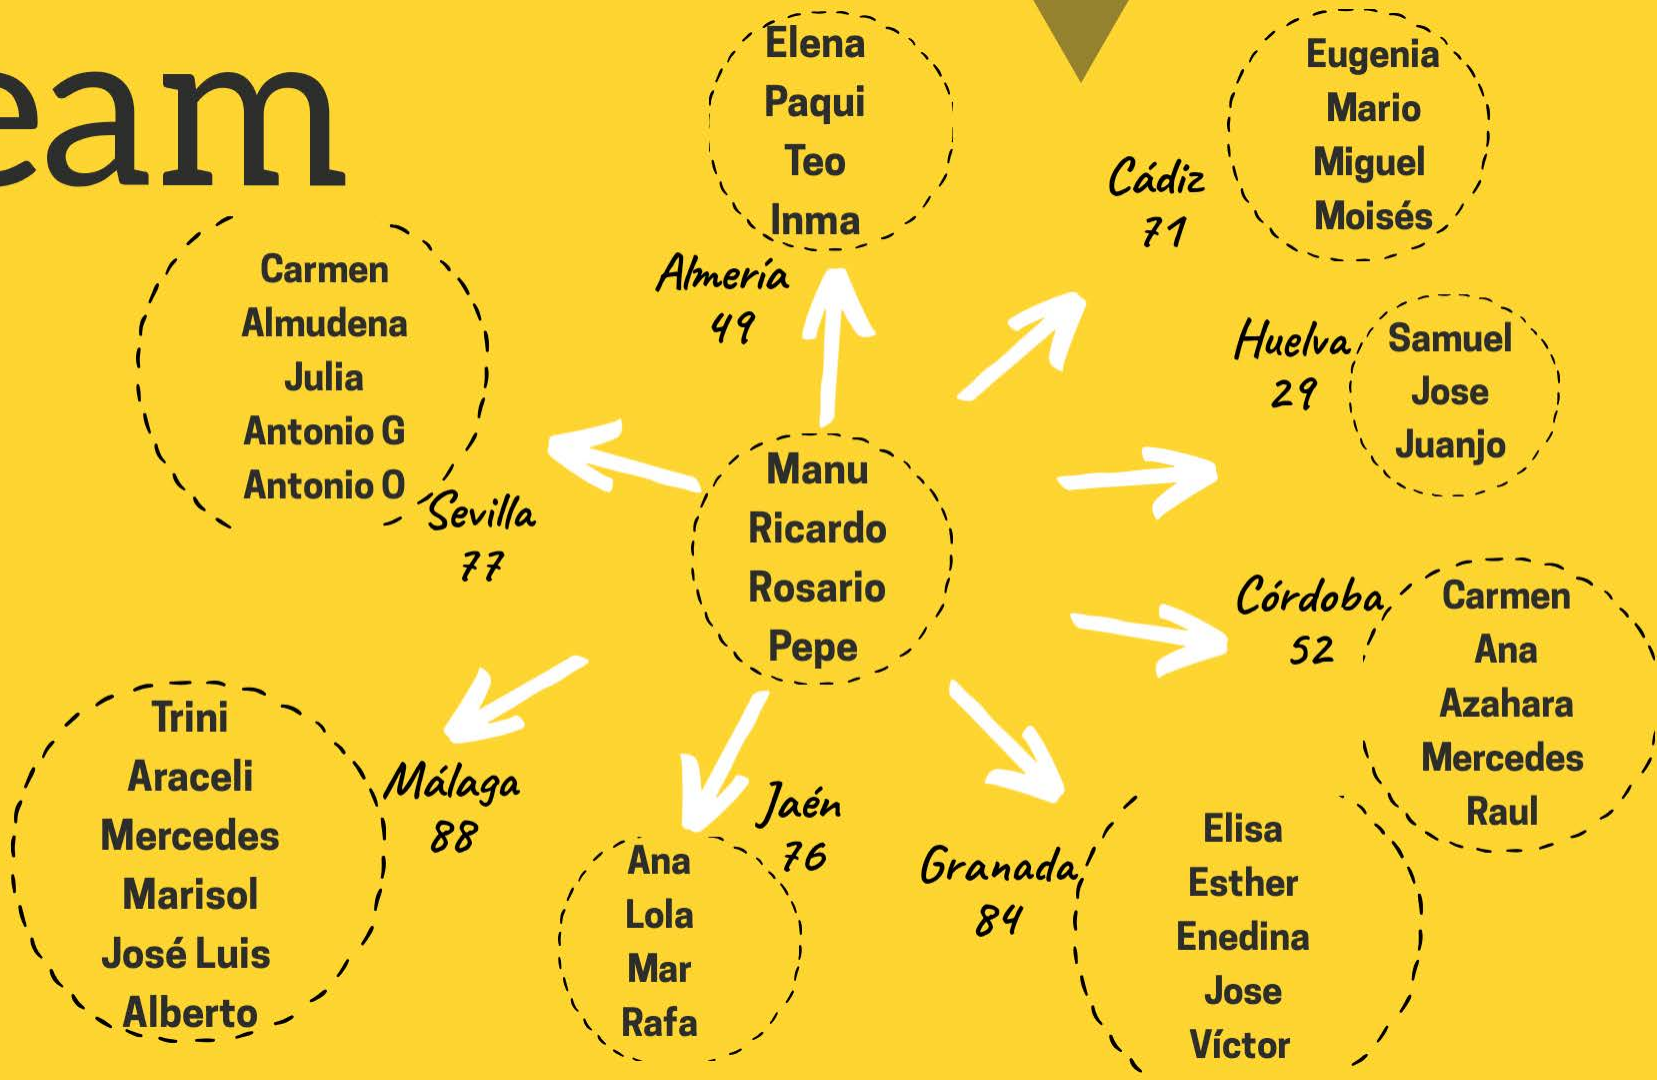 eam
Elena
Paqui
Teo
Inma
Almería
49
Eugenia
Mario
Miguel
Moisés
Cádiz
71
Carmen
Almudena
Julia
Antonio G
Antonio O
Sevilla
77
Huelva
29
Samuel
Jose
Juanjo
Manu
Ricardo
Rosario
Pepe
Córdoba
52
Carmen
Ana
Azahara
Mercedes
Raul
Trini
Araceli
Mercedes
Marisol
José Luis
Alberto
Málaga
88
Jaén
76
Ana
Lola
Mar
Rafa
Granada
84
Elisa
Esther
Enedina
Jose
Víctor